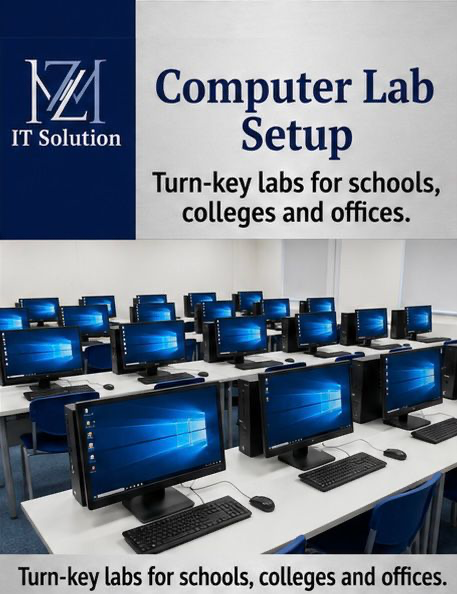 MZ
IT Solution
Computer Lab
Setup
Turn-key labs for schools,
colleges and offices.
Turn-key labs for schools, colleges and offices.